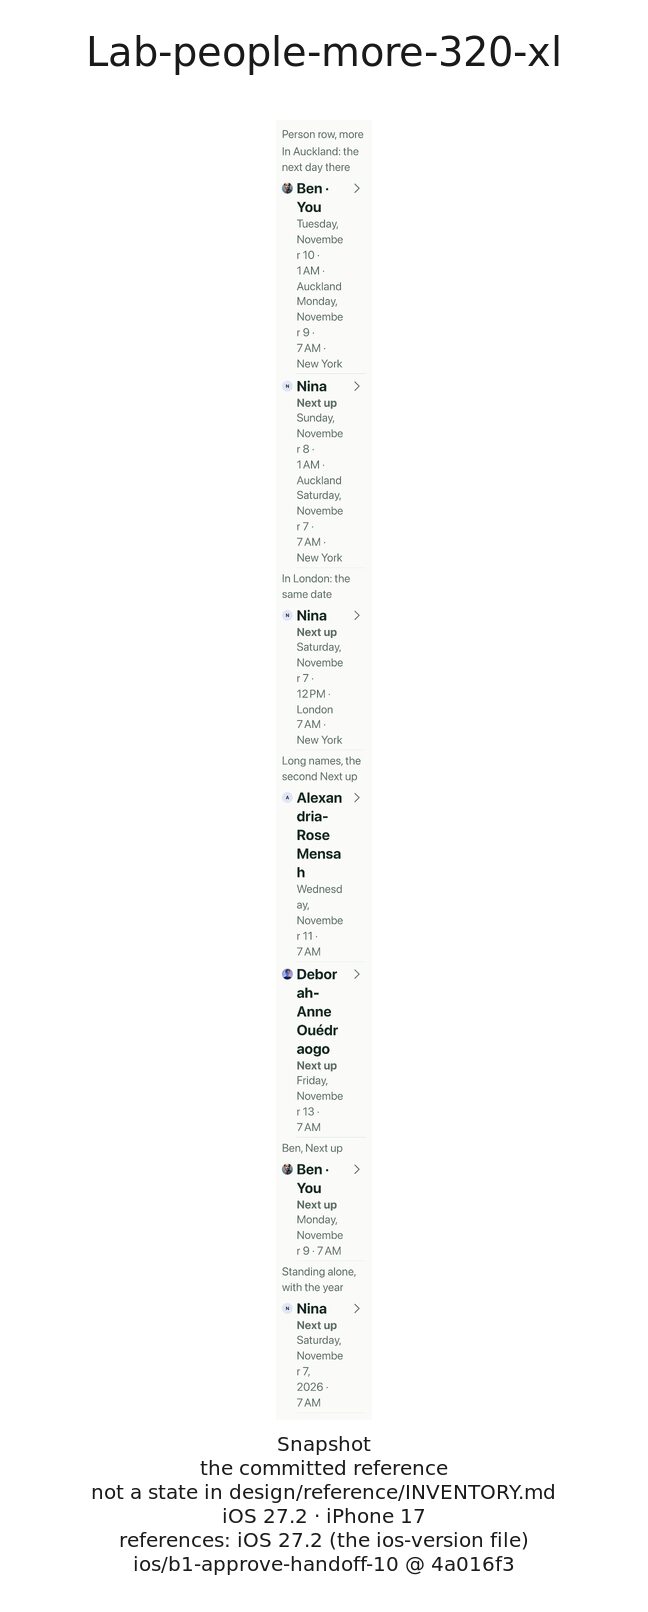 Lab-people-more-320-xl
Person row, more
In Auckland: the
next day there
Ben ·
You
Tuesday,
Novembe
r 10 ·
1 AM ·
Auckland
Monday,
Novembe
r 9 ·
7 AM ·
New York
N
Nina
Next up
Sunday,
Novembe
r 8 ·
1 AM ·
Auckland
Saturday,
Novembe
r 7 ·
7 AM ·
New York
In London: the
same date
N
Nina
Next up
Saturday,
Novembe
r 7 ·
12 PM ·
London
7 AM ·
New York
Long names, the
second Next up
A
Alexan
dria-
Rose
Mensa
h
Wednesd
ay,
Novembe
r 11 ·
7 AM
Debor
ah-
Anne
Ouédr
aogo
Next up
Friday,
Novembe
r 13 ·
7 AM
Ben, Next up
Ben ·
You
Next up
Monday,
Novembe
r 9 · 7 AM
Standing alone,
with the year
N
Nina
Next up
Saturday,
Novembe
r 7,
2026 ·
7 AM
Snapshot
the committed reference
not a state in design/reference/INVENTORY.md
iOS 27.2 · iPhone 17
references: iOS 27.2 (the ios-version file)
ios/b1-approve-handoff-10 @ 4a016f3